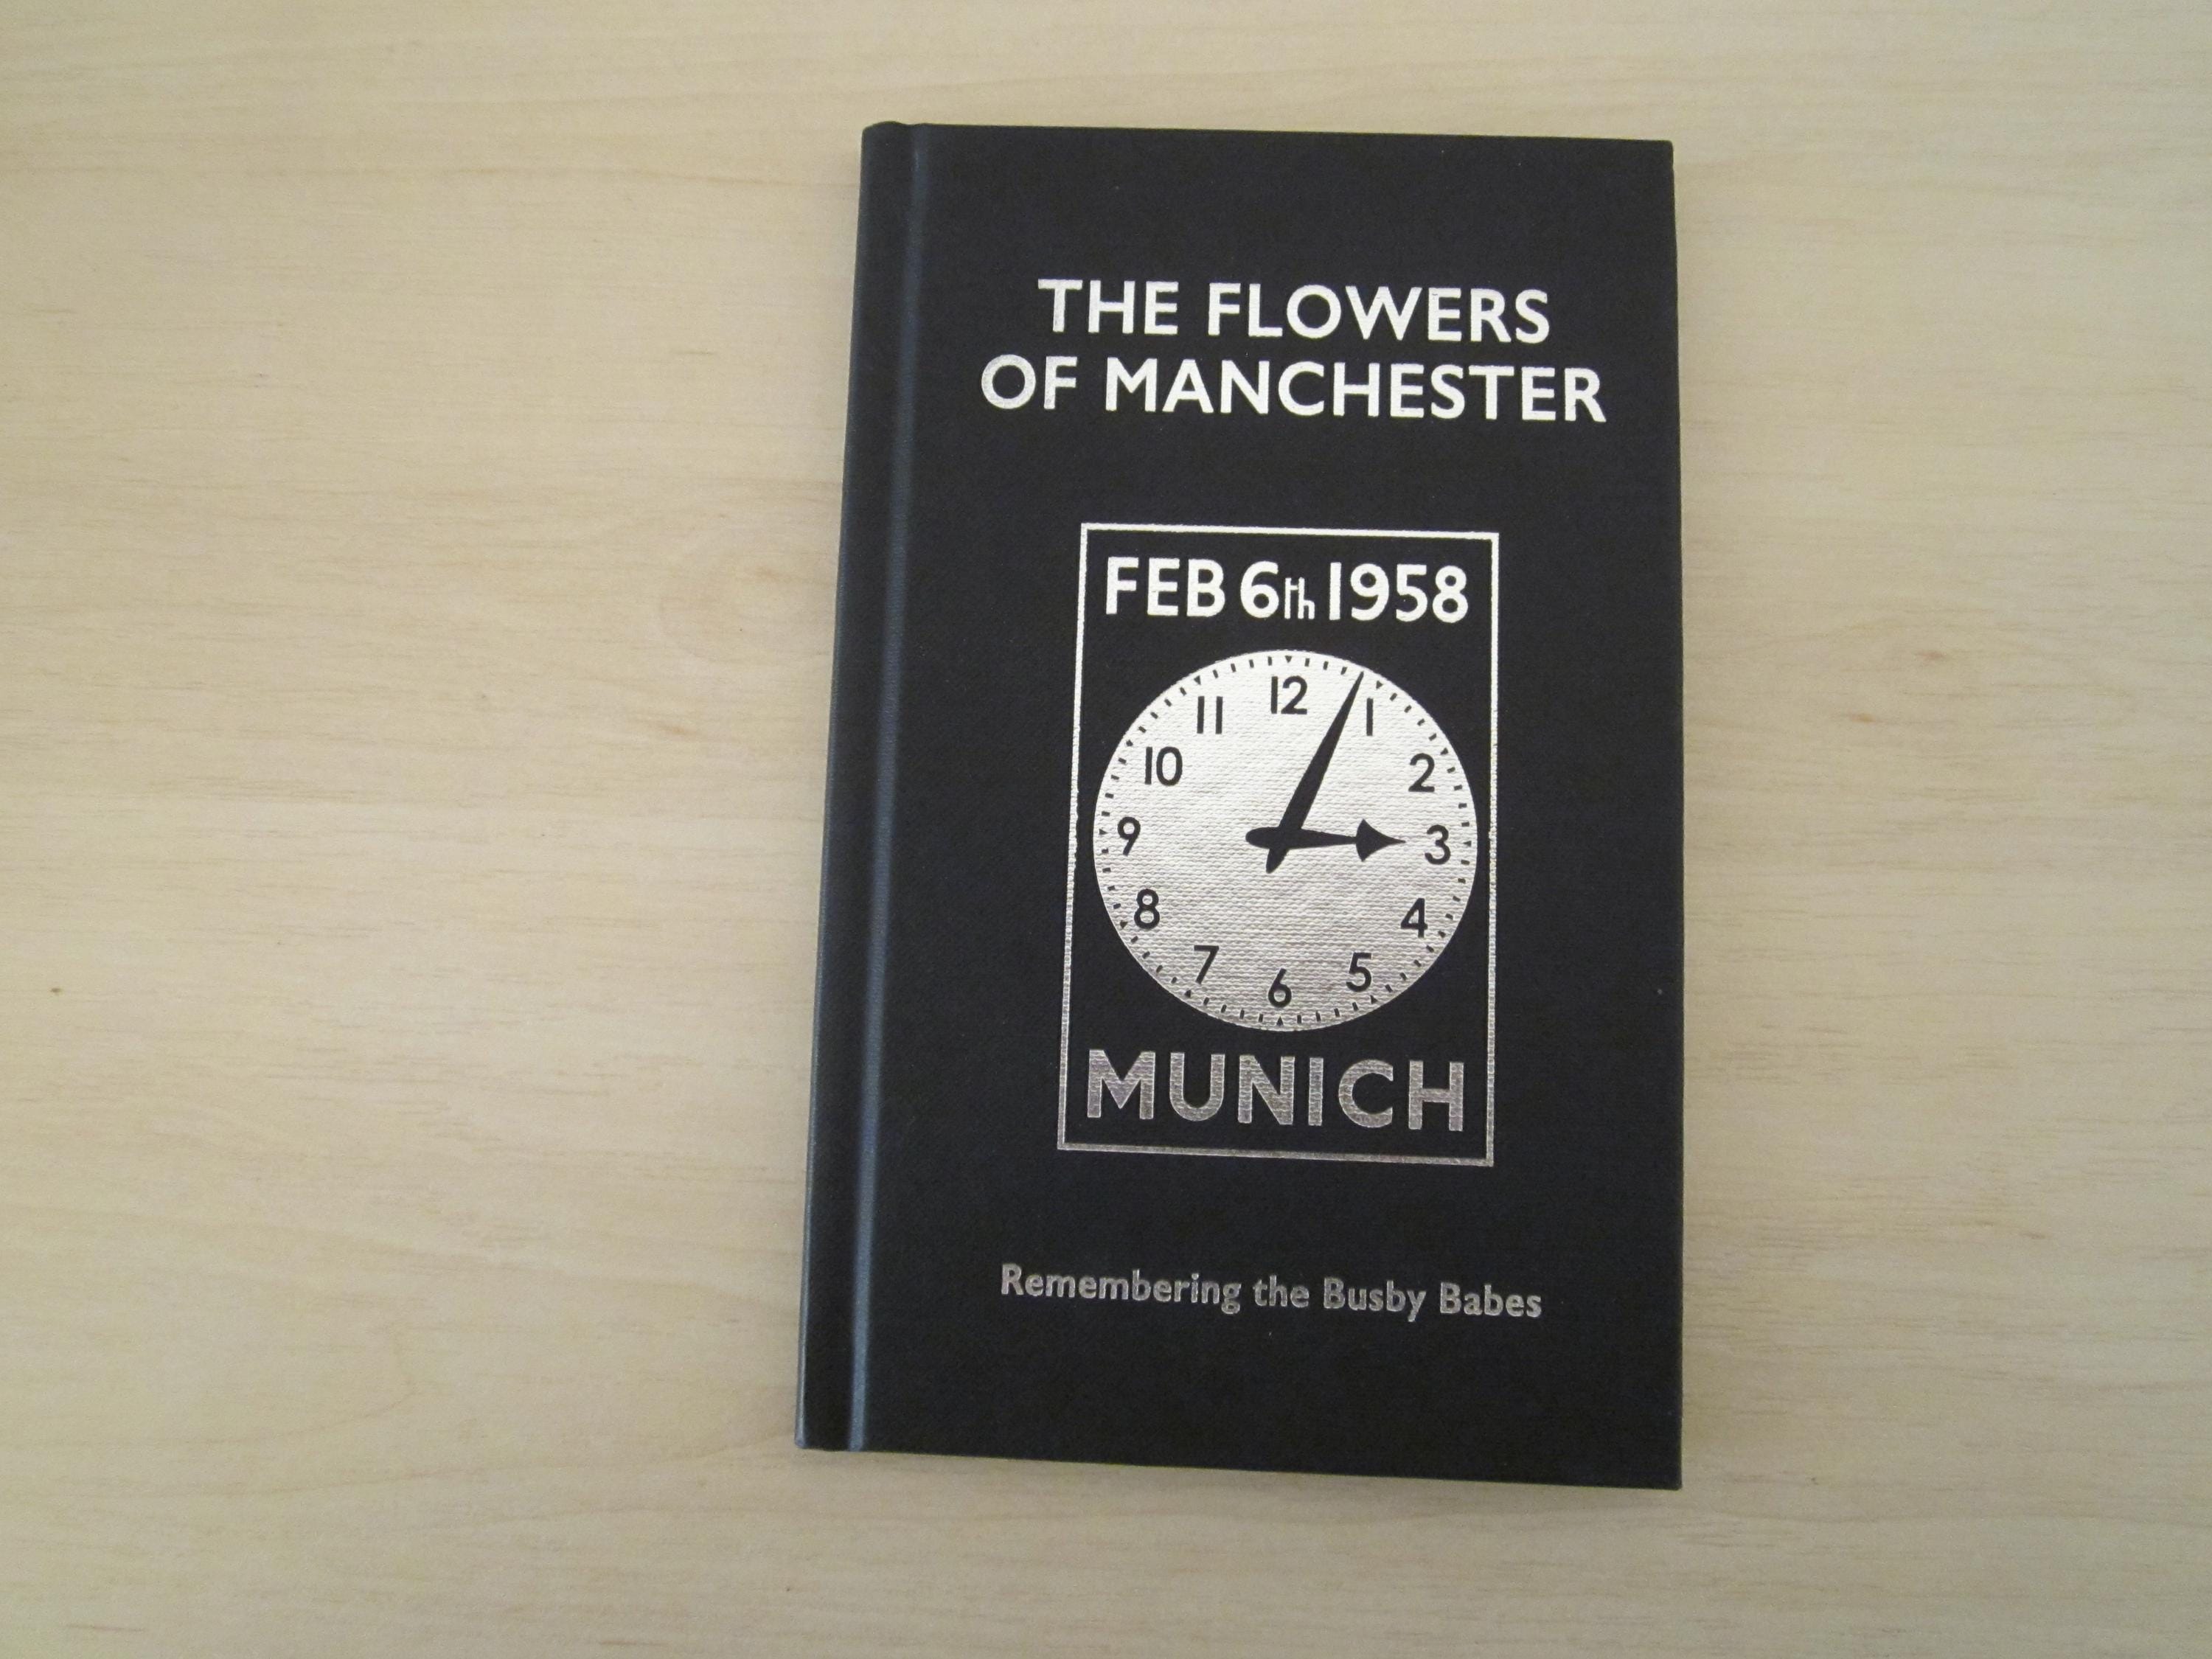 THE FLOWERS
OF MANCHESTER
FEB 6th 1958
12
11
1
10
2
9
3
8
4
7
5
6
MUNICH
Remembering the Busby Babes